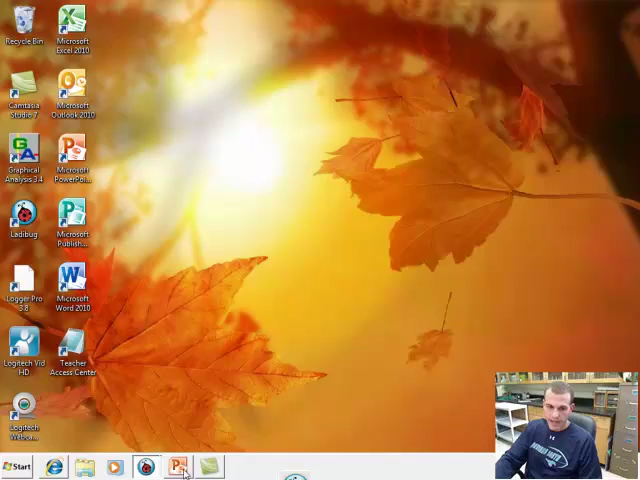 Recycle Bin
Microsoft
Excel 2010
Camtasia
Studio 7
Microsoft
Outlook 2010
Graphical
Analysis 3.4
Microsoft
PowerPoi...
Ladibug
Microsoft
Publish...
Logger Pro
3.8
Microsoft
Word 2010
Logitech Vid
HD
Teacher
Access Center
Logitech
Webca...
Start